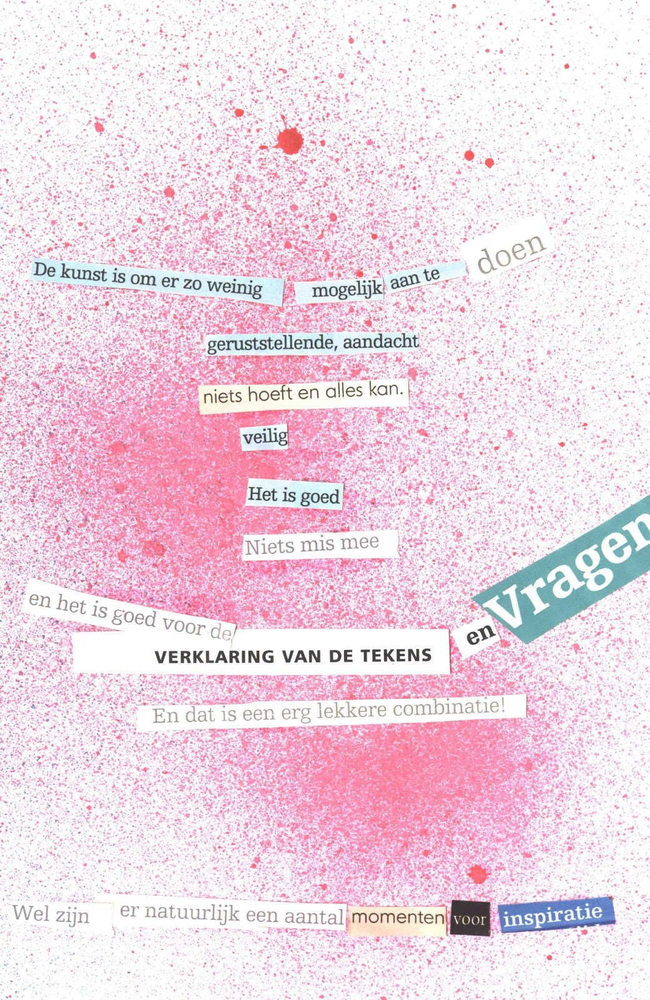 De kunst is om er zo weinig mogelijk aan te doen
geruststellende, aandacht
niets hoeft en alles kan.
veilig
Het is goed
Niets mis mee
en het is goed voor de
VERKLARING VAN DE TEKENS en Vragen
En dat is een erg lekkere combinatie!
Wel zijn er natuurlijk een aantal momenten voor inspiratie